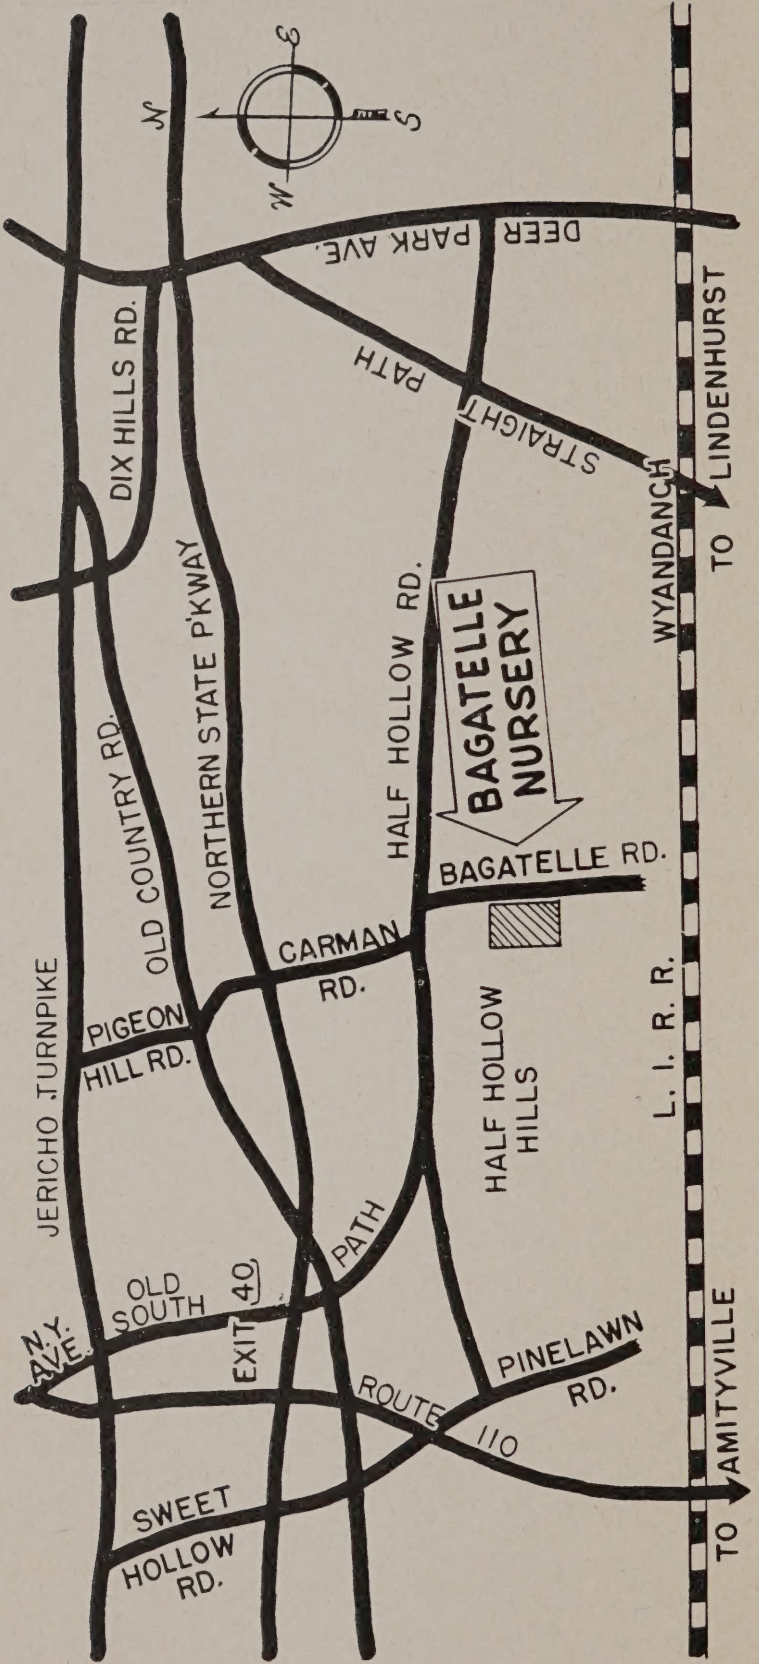 N
E
S
W
DEER PARK AVE.
DIX HILLS RD.
STRAIGHT PATH
TO LINDENHURST
WYANDANCH
NORTHERN STATE P'KWAY
HALF HOLLOW RD.
BAGATELLE
NURSERY
OLD COUNTRY RD.
BAGATELLE RD.
CARMAN
RD.
PIGEON
HILL RD.
JERICHO TURNPIKE
HALF HOLLOW
HILLS
L. I. R. R.
PATH
OLD
SOUTH
EXIT 40
N.Y.
AVE.
PINELAWN
RD.
ROUTE 110
SWEET
HOLLOW
RD.
TO AMITYVILLE